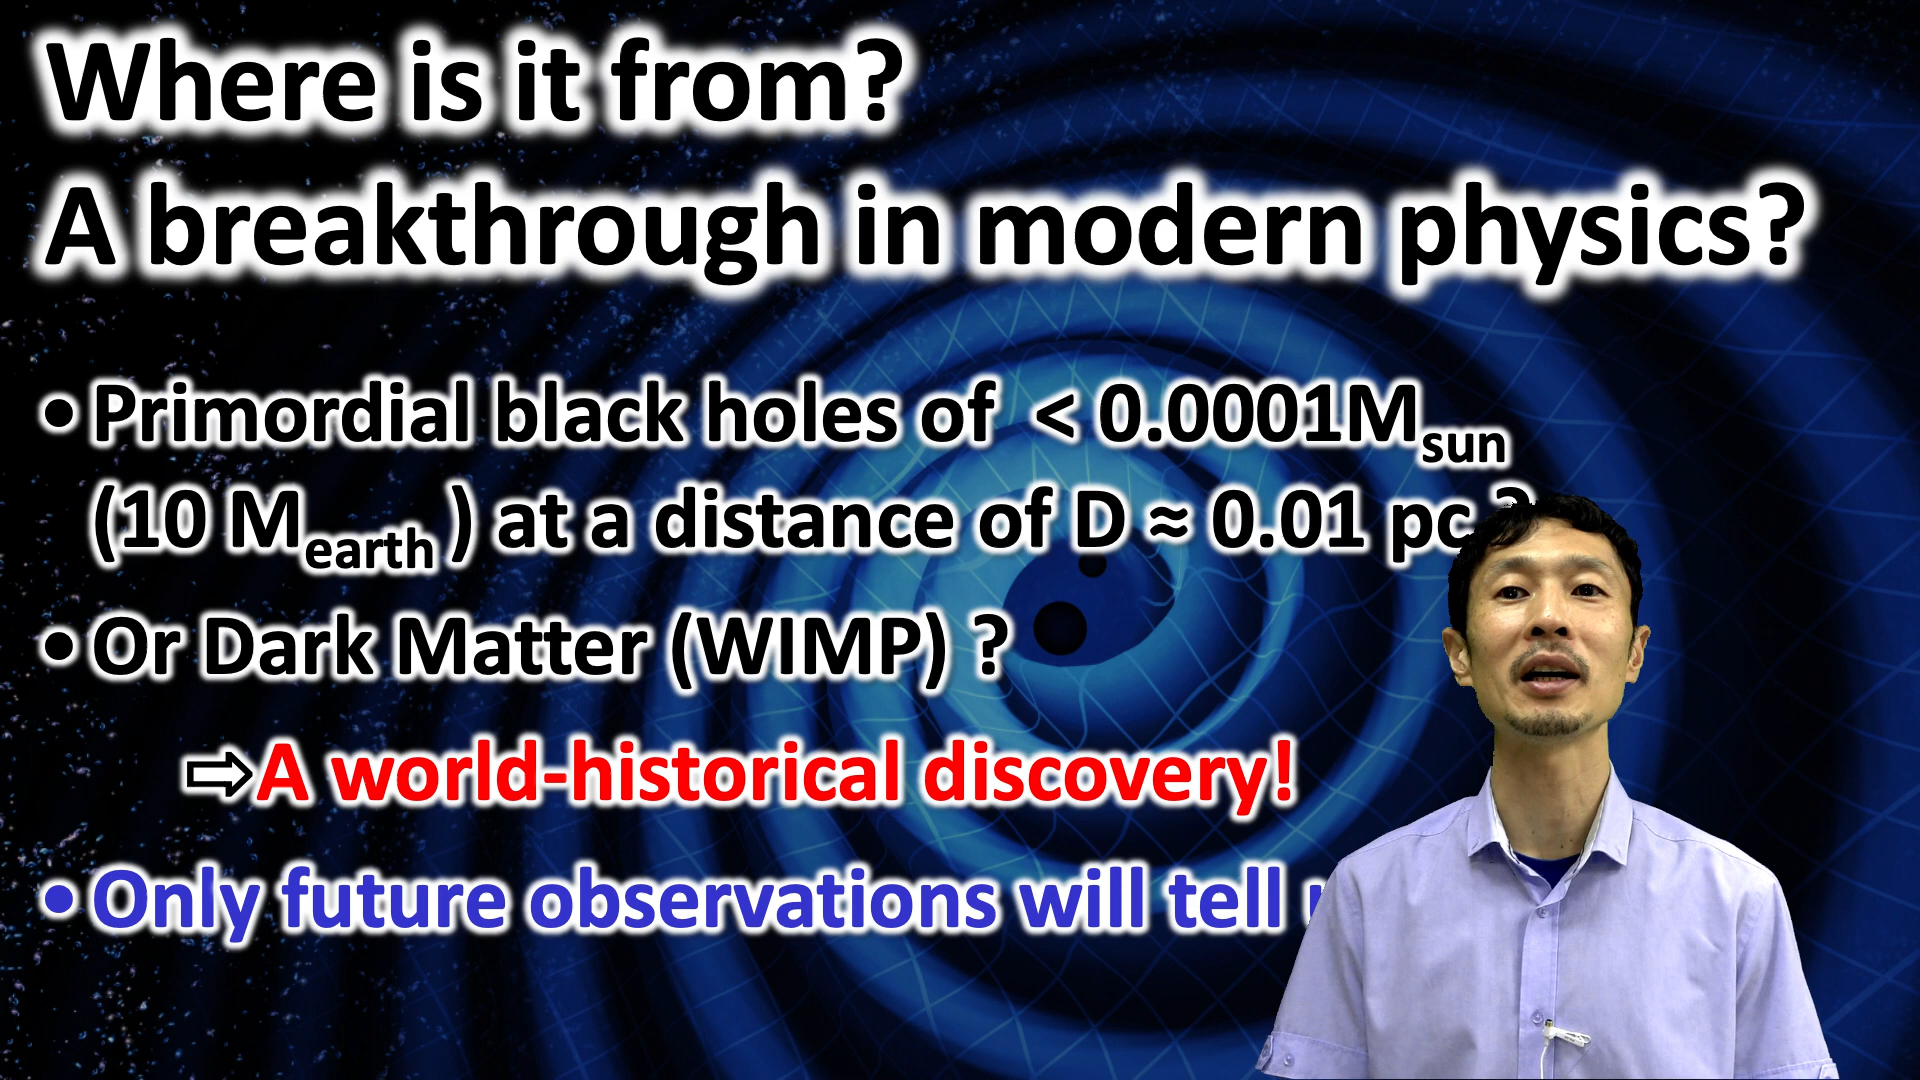 Where is it from?
A breakthrough in modern physics?
• Primordial black holes of < 0.0001Msun
(10 Mearth ) at a distance of D ≈ 0.01 pc ?
• Or Dark Matter (WIMP) ?
⇨A world-historical discovery!
• Only future observations will tell